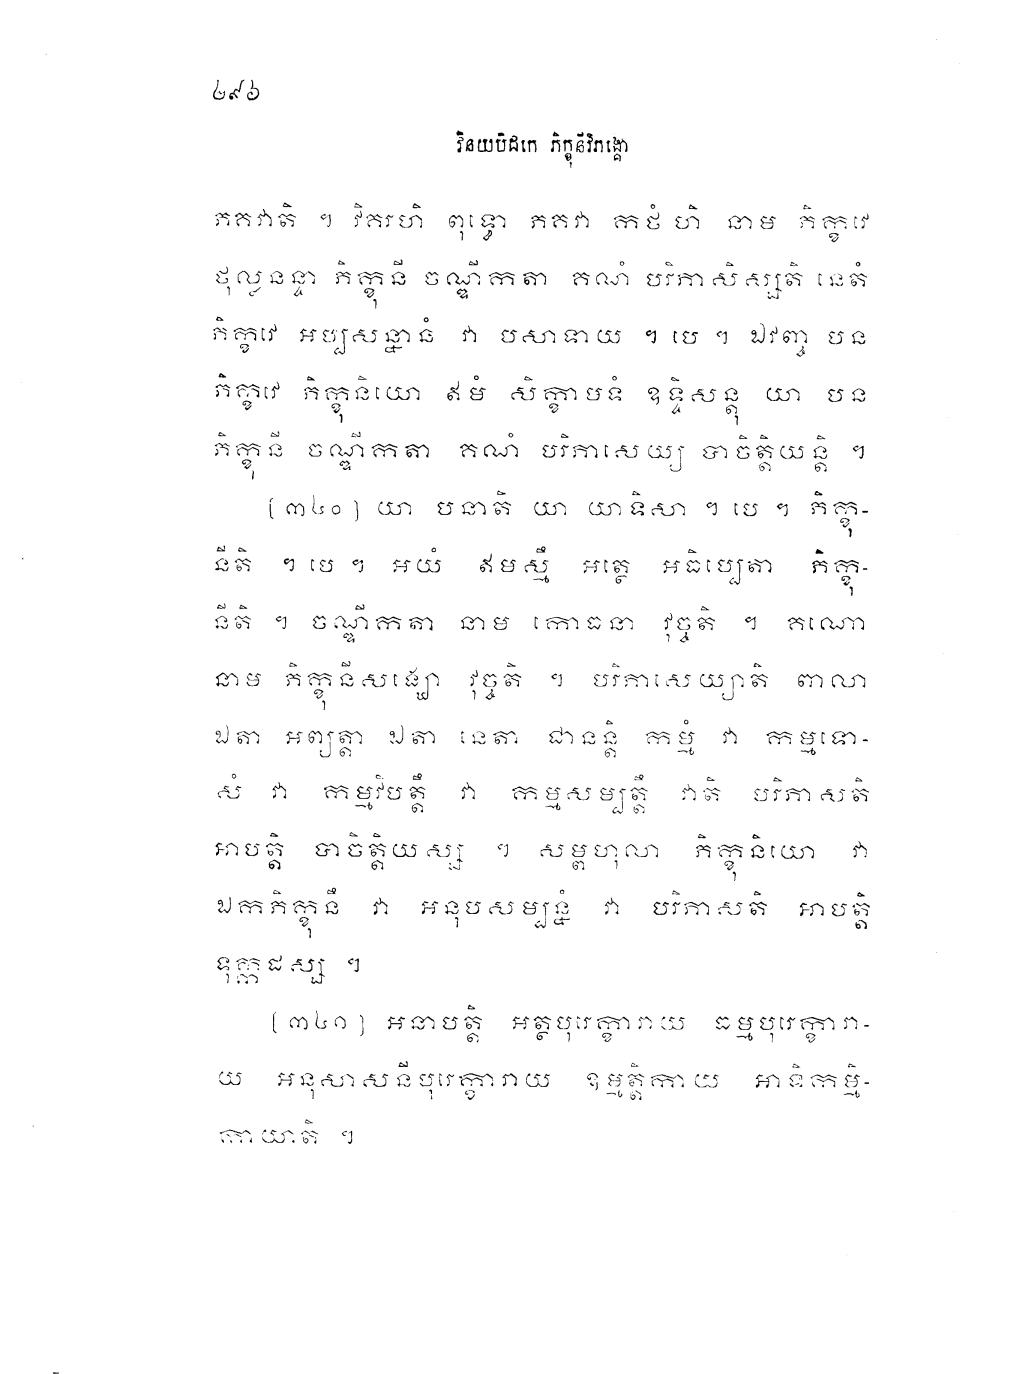 ២៩៦
វិនយបិដកេ ភិក្ខុនីវិភង្គោ
ភគវាតិ ។ វិគរហិ ពុទ្ធោ ភគវា កថំ ហិ នាម ភិក្ខវេ
ថុល្លនន្ទា ភិក្ខុនី ចណ្ឌីកតា គណំ បរិភាសិស្សតិ នេតំ
ភិក្ខវេ អប្បសន្នានំ វា បសាទាយ ។ បេ ។ ឯវញ្ច បន
ភិក្ខវេ ភិក្ខុនិយោ ឥមំ សិក្ខាបទំ ឧទ្ទិសន្តុ យា បន
ភិក្ខុនី ចណ្ឌីកតា គណំ បរិភាសេយ្យ បាចិត្តិយន្តិ ។
(៣៤០) យា បនាតិ យា យាទិសា ។ បេ ។ ភិក្ខុ-
នីតិ ។ បេ ។ អយំ ឥមស្មឹ អត្ថេ អធិប្បេតា ភិក្ខុ-
នីតិ ។ ចណ្ឌីកតា នាម កោធនា វុច្ចតិ ។ គណោ
នាម ភិក្ខុនីសង្ឃោ វុច្ចតិ ។ បរិភាសេយ្យាតិ ពាលា
ឯតា អព្យត្តា ឯតា នេតា ជានន្តិ កម្មំ វា កម្មទោ-
សំ វា កម្មវិបត្តឹ វា កម្មសម្បត្តឹ វាតិ បរិភាសតិ
អាបត្តិ បាចិត្តិយស្ស ។ សម្ពហុលា ភិក្ខុនិយោ វា
ឯកភិក្ខុនឹ វា អនុបសម្បន្នំ វា បរិភាសតិ អាបត្តិ
ទុក្កដស្ស ។
(៣៤១) អនាបត្តិ អត្ថបុរេក្ខារាយ ធម្មបុរេក្ខារា-
យ អនុសាសនីបុរេក្ខារាយ ឧម្មត្តិកាយ អាទិកម្មិ-
កាយាតិ ។